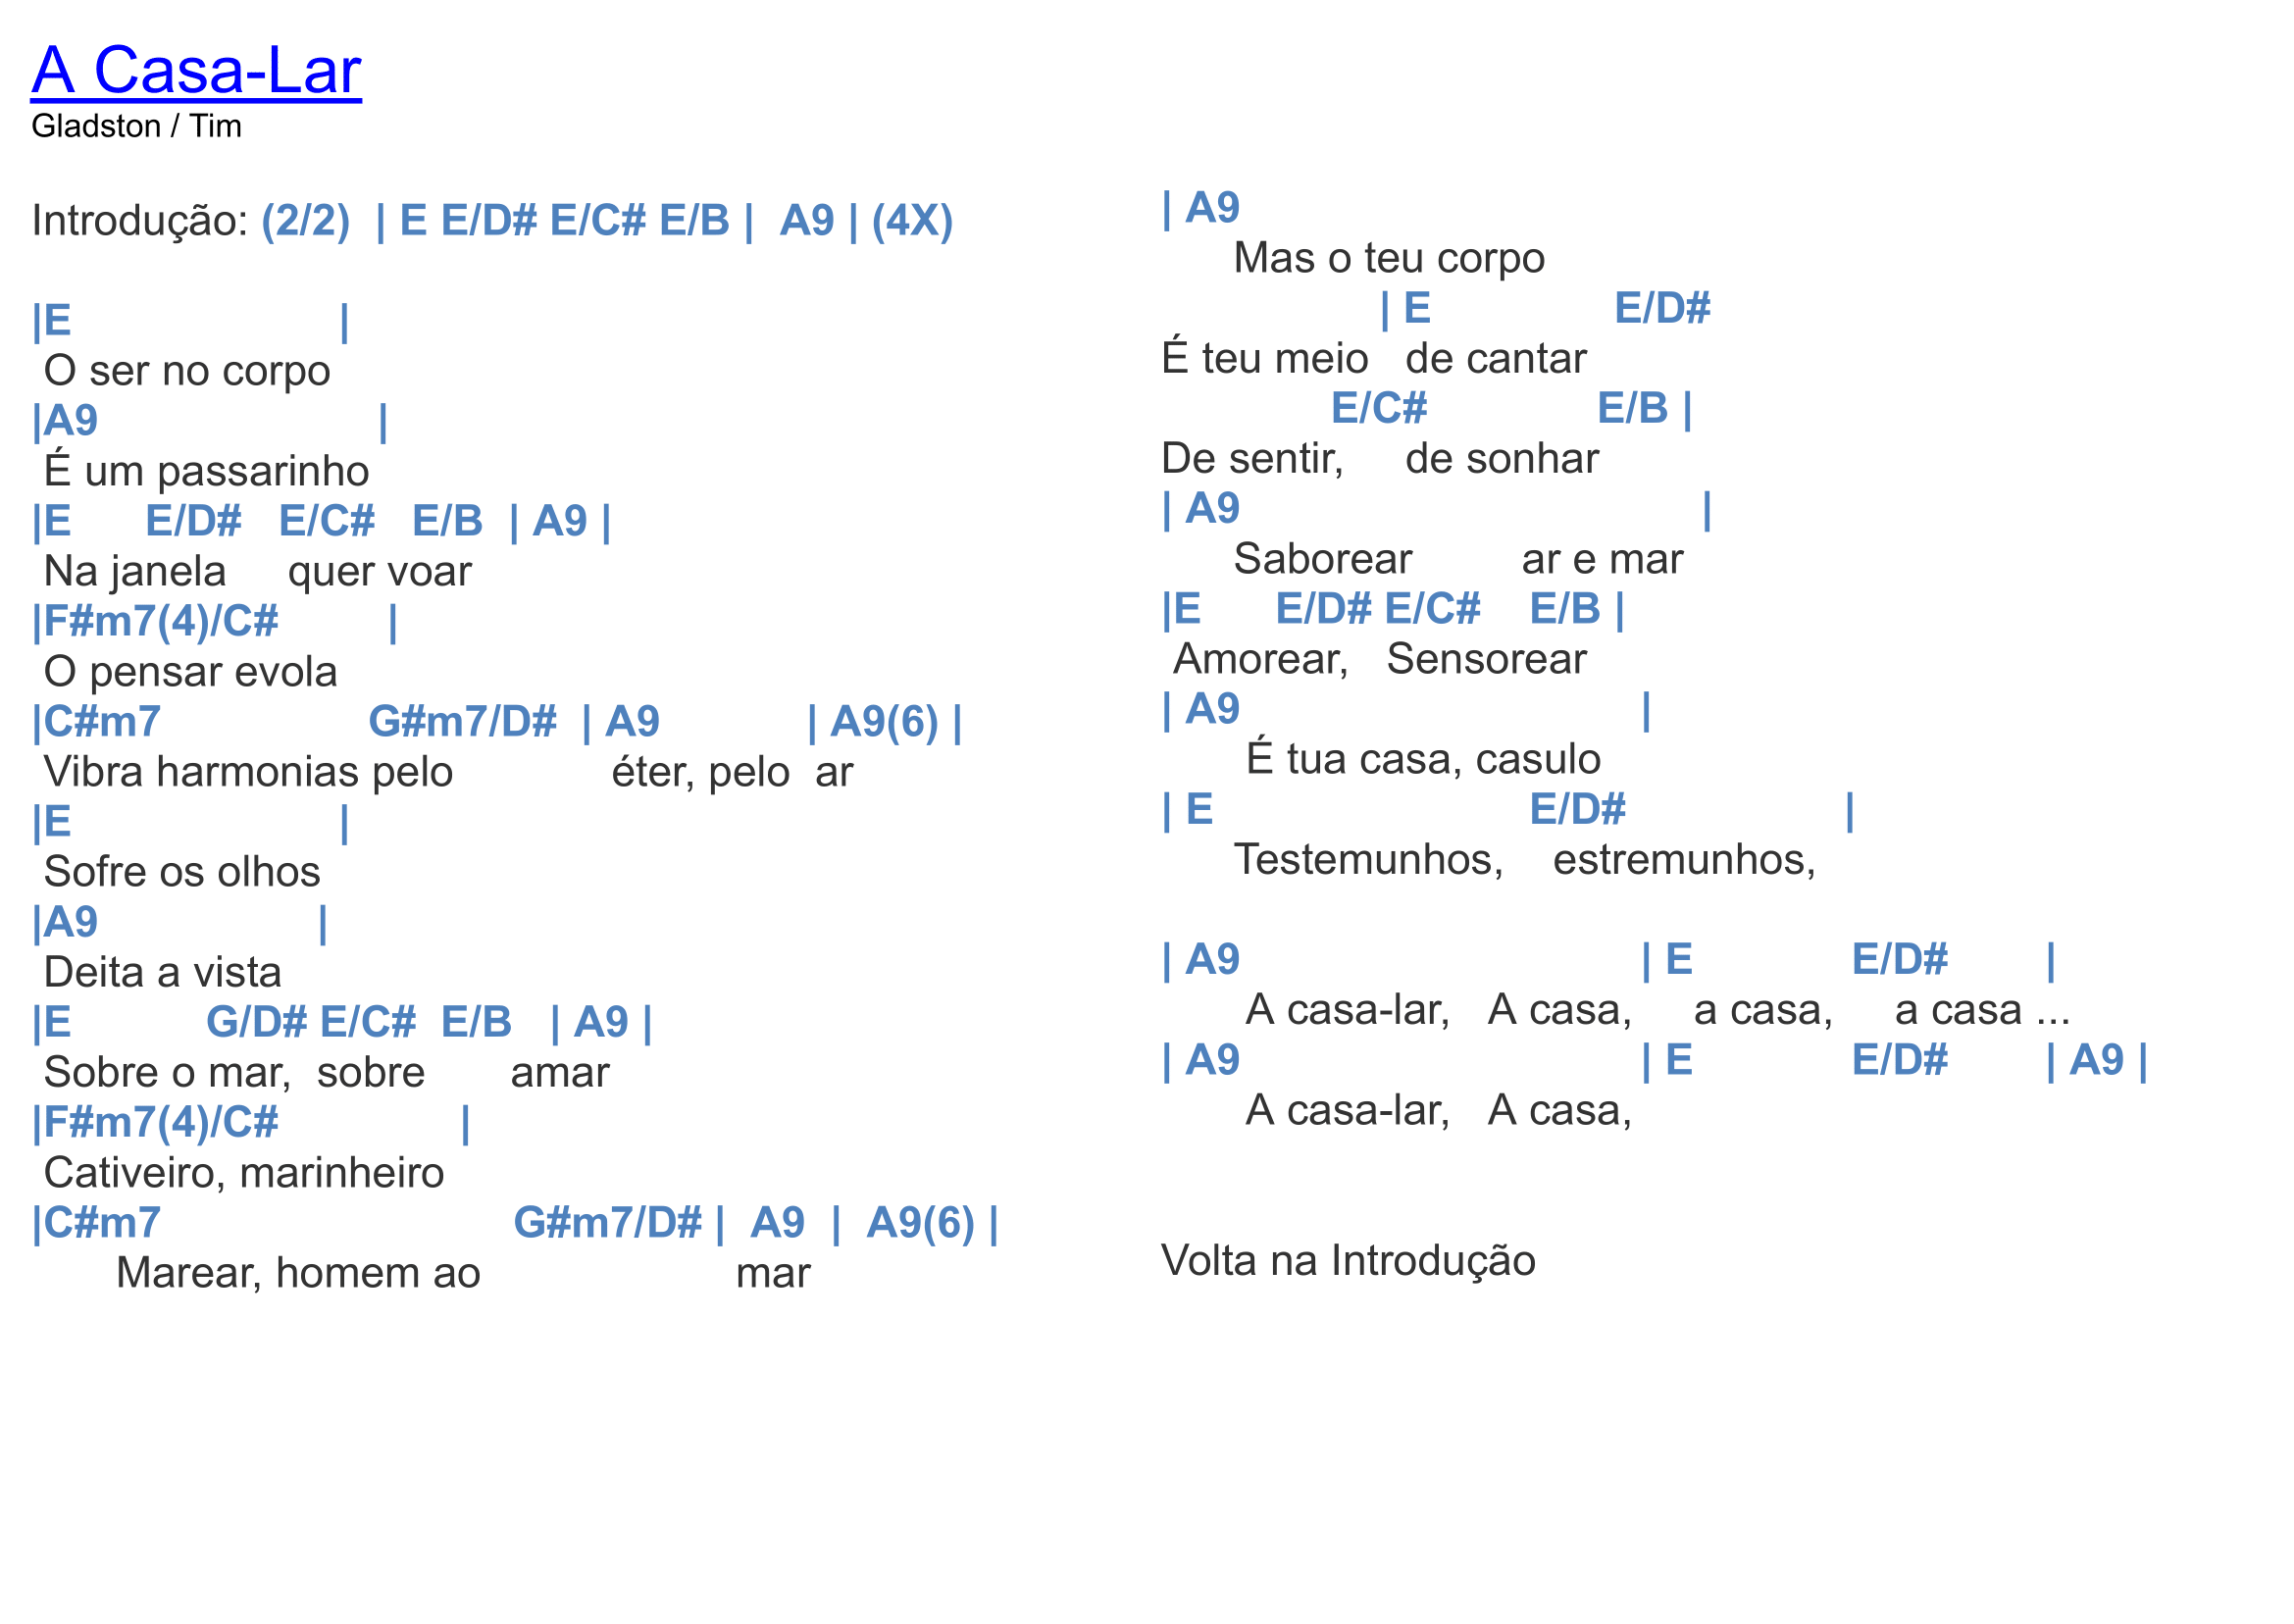 A Casa-Lar
Gladston / Tim
Introdução: (2/2) | E E/D# E/C# E/B | A9 | (4X)
|E |
O ser no corpo
|A9 |
É um passarinho
|E E/D# E/C# E/B | A9 |
Na janela quer voar
|F#m7(4)/C# |
O pensar evola
|C#m7 G#m7/D# | A9 | A9(6) |
Vibra harmonias pelo éter, pelo ar
|E |
Sofre os olhos
|A9 |
Deita a vista
|E G/D# E/C# E/B | A9 |
Sobre o mar, sobre amar
|F#m7(4)/C# |
Cativeiro, marinheiro
|C#m7 G#m7/D# | A9 | A9(6) |
Marear, homem ao mar
| A9
Mas o teu corpo
| E E/D#
É teu meio de cantar
E/C# E/B |
De sentir, de sonhar
| A9 |
Saborear ar e mar
|E E/D# E/C# E/B |
Amorear, Sensorear
| A9 |
É tua casa, casulo
| E E/D# |
Testemunhos, estremunhos,
| A9 | E E/D# |
A casa-lar, A casa, a casa, a casa ...
| A9 | E E/D# | A9 |
A casa-lar, A casa,
Volta na Introdução